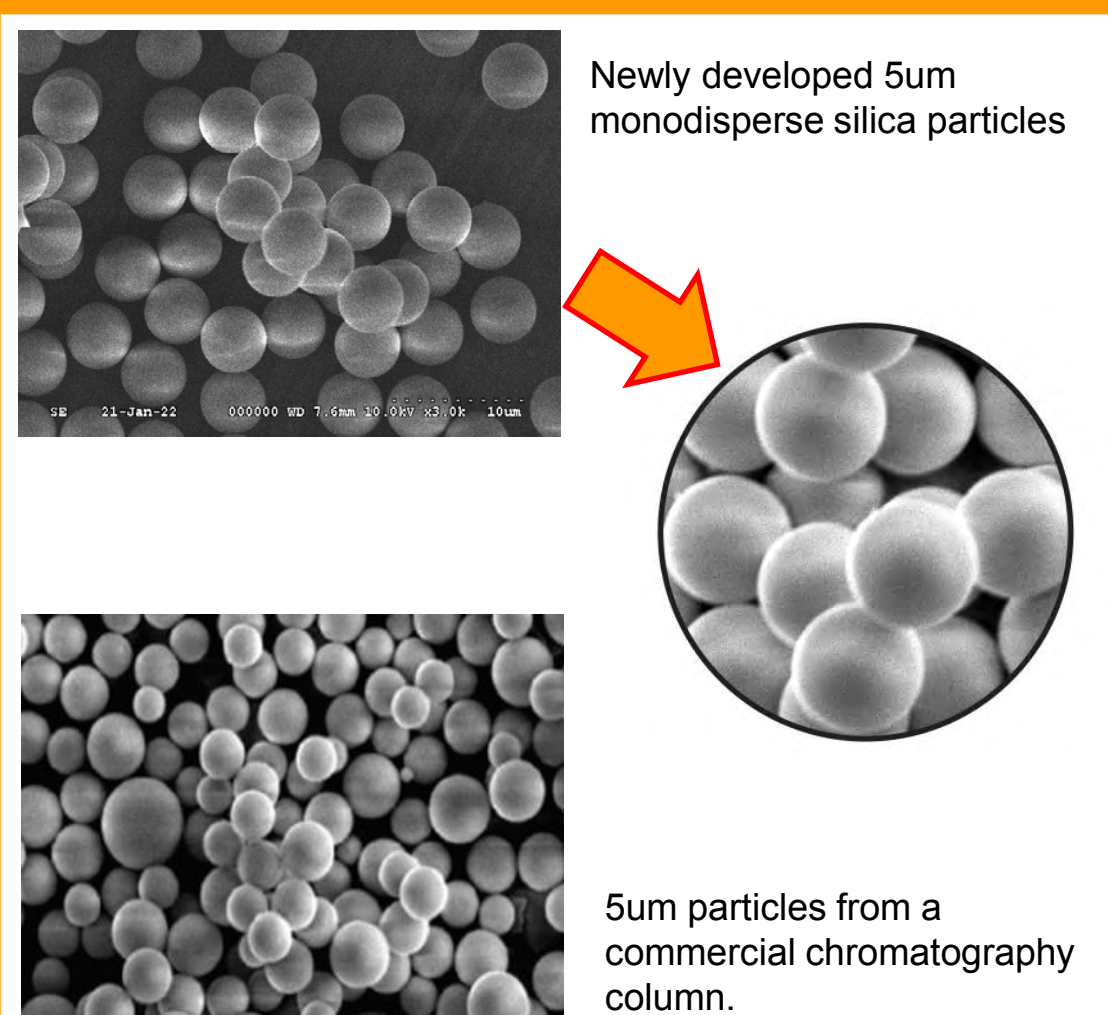 Newly developed 5um
monodisperse silica particles
SE 21-Jan-22 000000 WD 7.6mm 10.0kV x3.0k 10um
5um particles from a
commercial chromatography
column.